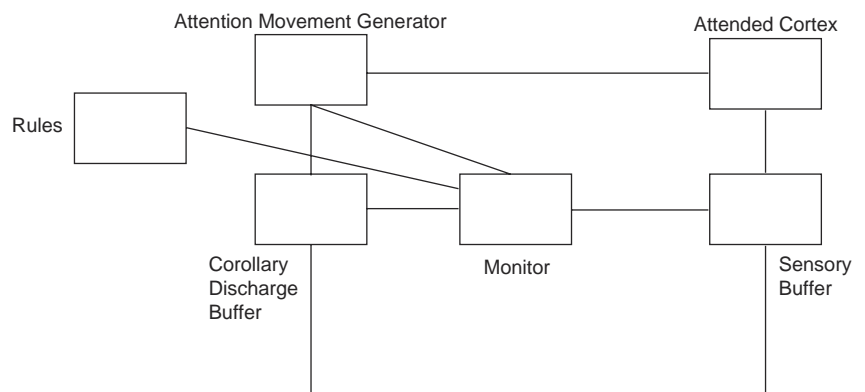 Attention Movement Generator
Attended Cortex
Rules
Corollary
Discharge
Buffer
Monitor
Sensory
Buffer